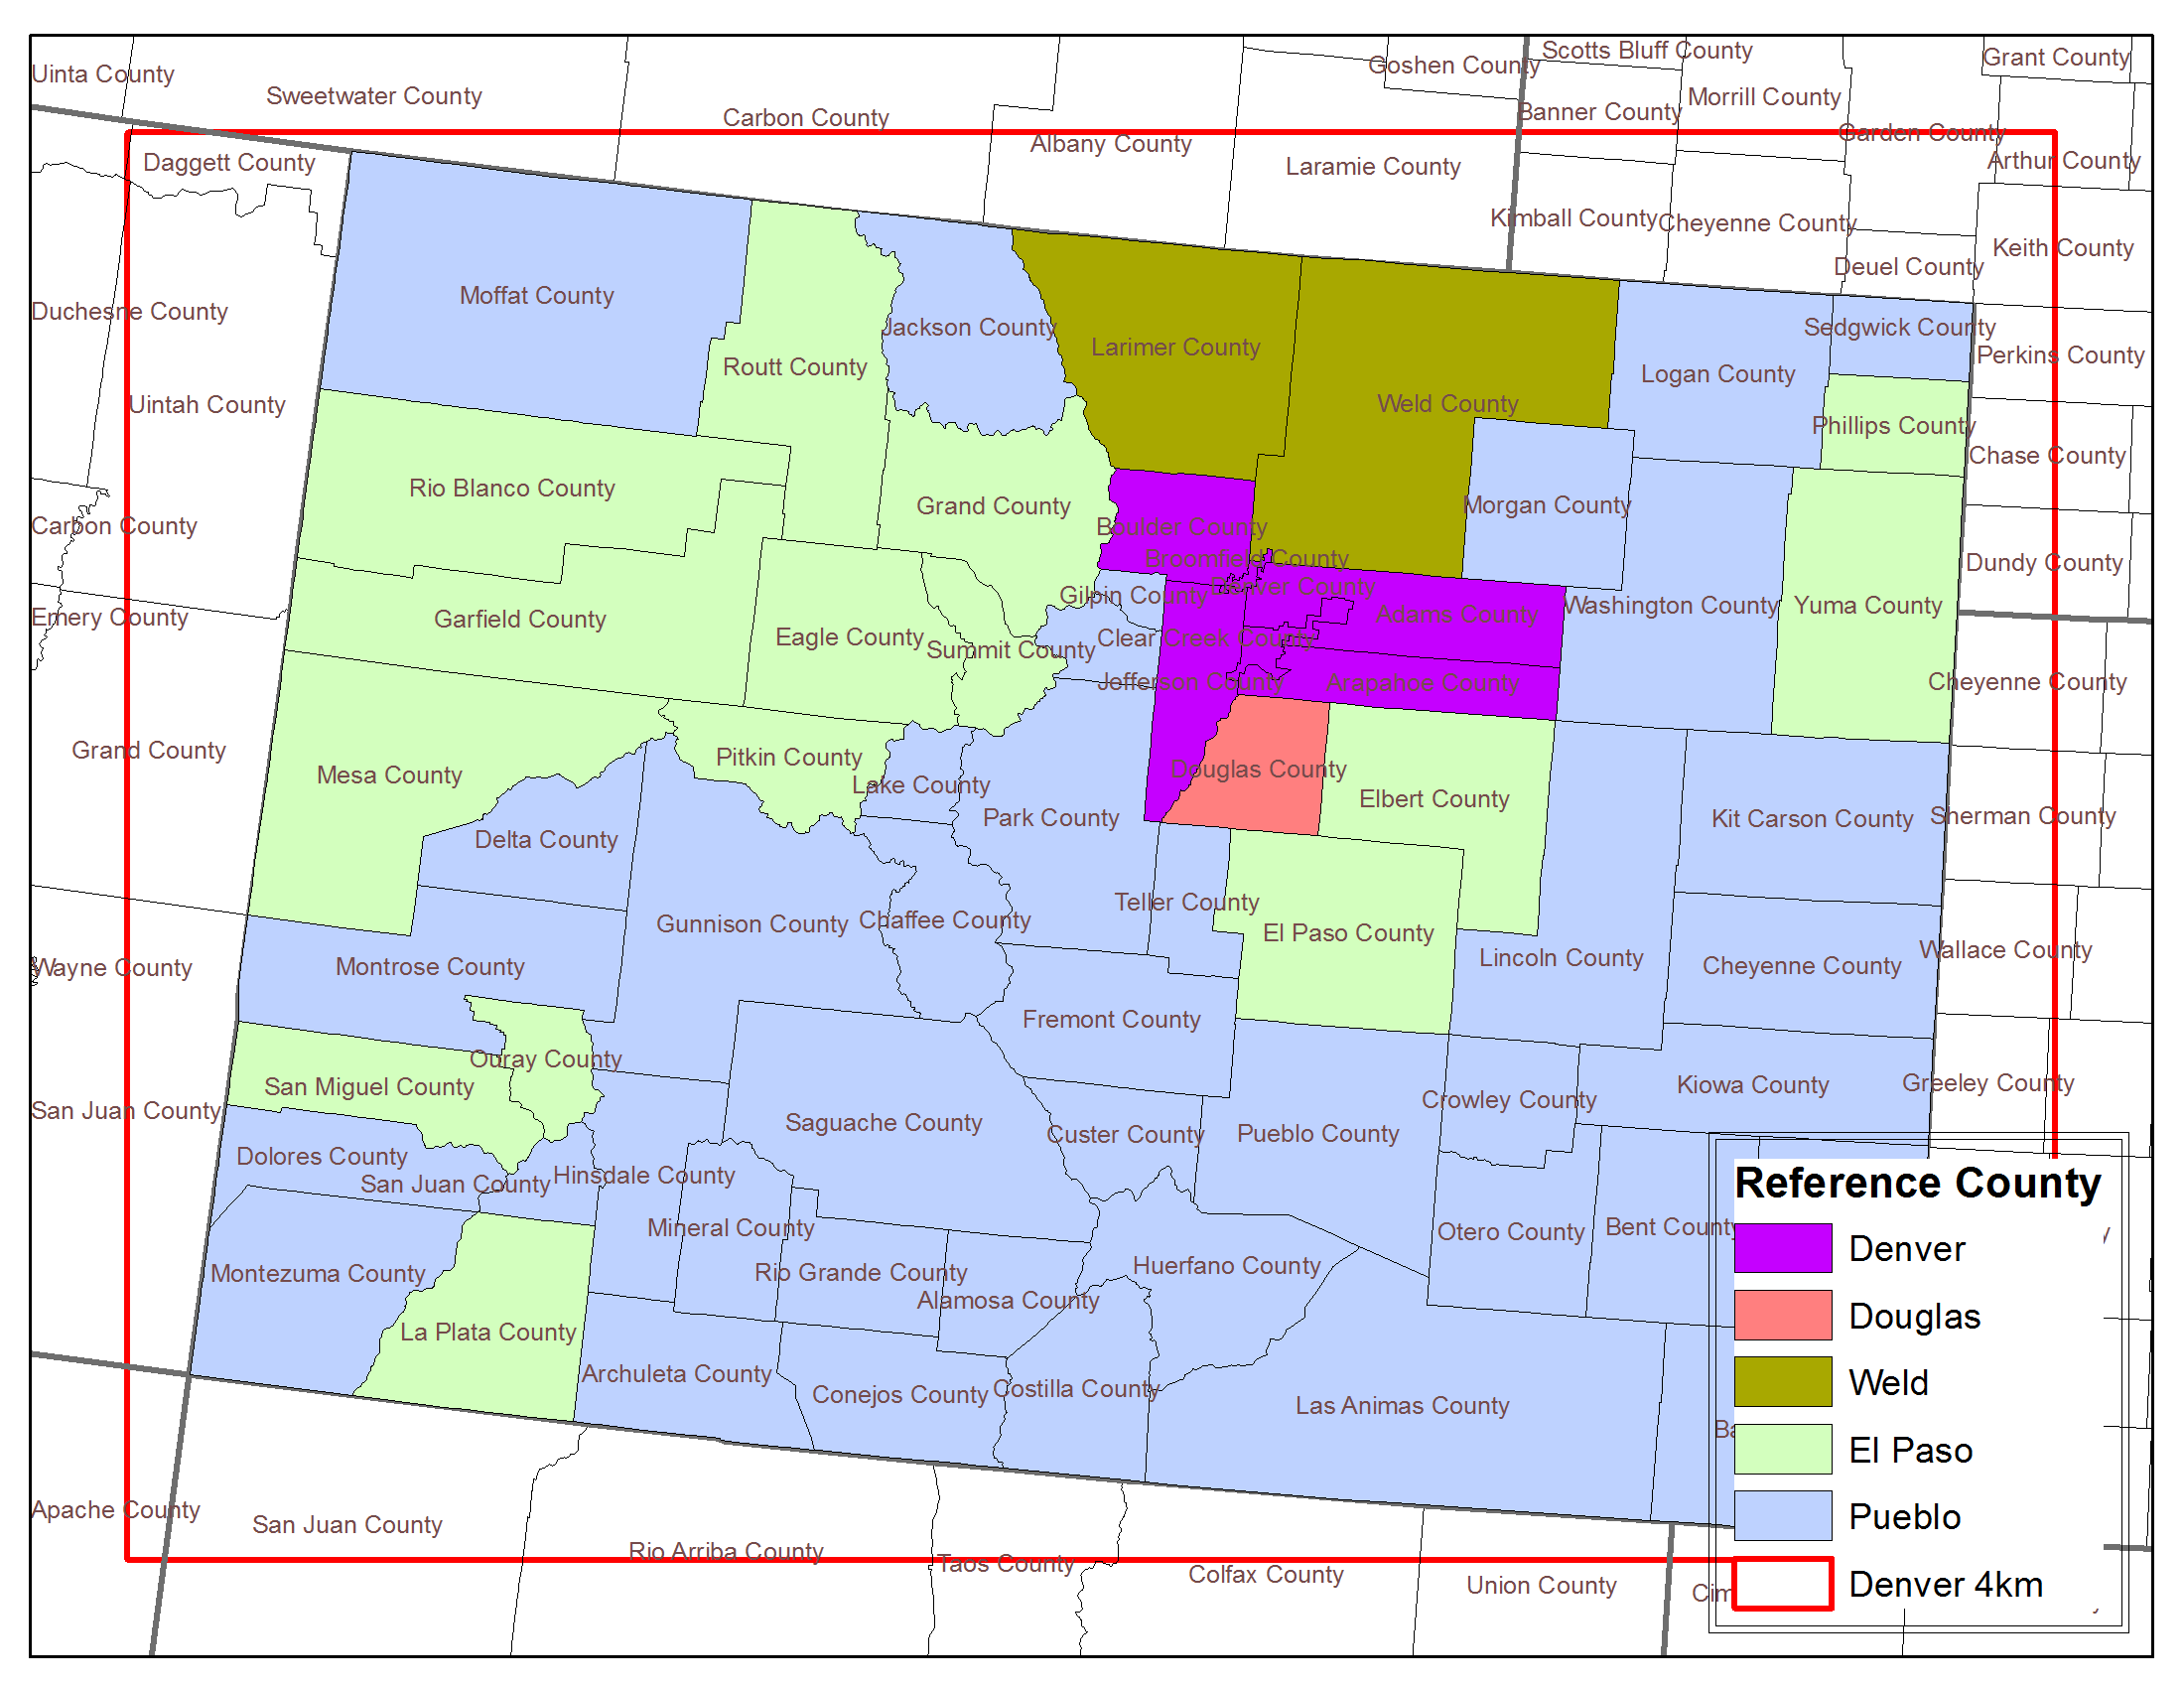 Scotts Bluff County
Grant County
Goshen County
Uinta County
Sweetwater County
Morrill County
Banner County
Carbon County
Garden County
Albany County
Arthur County
Daggett County
Laramie County
Kimball County
Cheyenne County
Keith County
Deuel County
Moffat County
Duchesne County
Jackson County
Sedgwick County
Larimer County
Perkins County
Routt County
Logan County
Uintah County
Weld County
Phillips County
Chase County
Rio Blanco County
Grand County
Morgan County
Carbon County
Boulder County
Broomfield County
Dundy County
Denver County
Gilpin County
Washington County
Yuma County
Adams County
Emery County
Garfield County
Eagle County
Clear Creek County
Summit County
Jefferson County
Arapahoe County
Cheyenne County
Grand County
Pitkin County
Douglas County
Mesa County
Lake County
Elbert County
Park County
Kit Carson County
Sherman County
Delta County
Teller County
Chaffee County
Gunnison County
El Paso County
Wallace County
Lincoln County
Cheyenne County
Wayne County
Montrose County
Fremont County
Ouray County
San Miguel County
Kiowa County
Greeley County
Crowley County
San Juan County
Saguache County
Custer County
Pueblo County
Dolores County
Hinsdale County
San Juan County
Reference County
Mineral County
Otero County
Bent County
Denver
Montezuma County
Rio Grande County
Huerfano County
Alamosa County
Douglas
La Plata County
Archuleta County
Conejos County
Costilla County
Las Animas County
Weld
El Paso
Apache County
San Juan County
Pueblo
Rio Arriba County
Taos County
Colfax County
Union County
Denver 4km